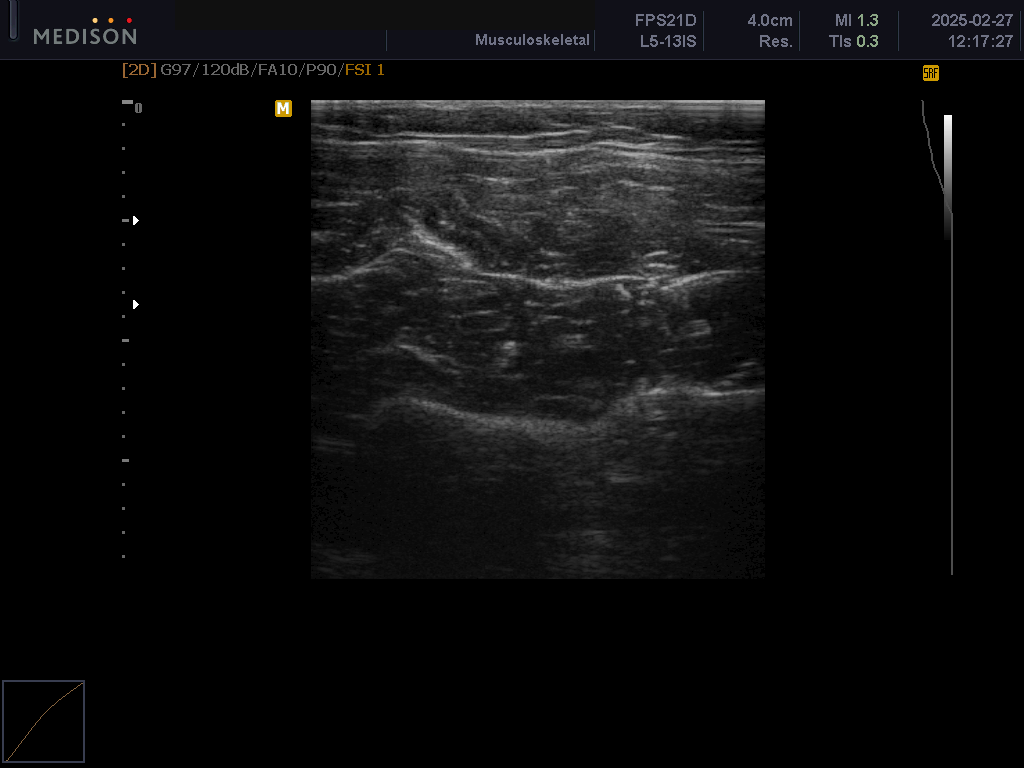 MEDISON
Musculoskeletal
FPS21D
L5-13IS
4.0cm
Res.
MI 1.3
TIs 0.3
2025-02-27
12:17:27
[2D] G97/120dB/FA10/P90/FSI 1
SRF
0
M